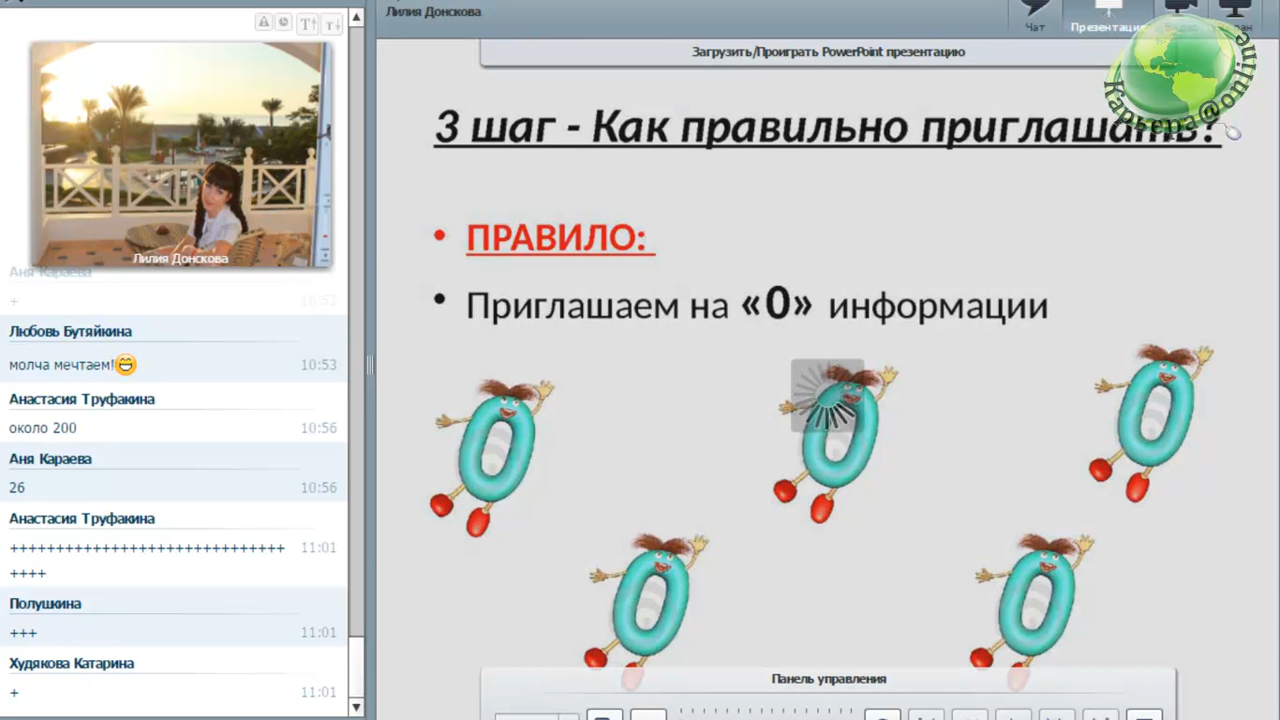 Лилия Донскова
Чат
Презентация
Загрузить/Проиграть PowerPoint презентацию
Карьера@online
3 шаг - Как правильно приглашать?
ПРАВИЛО:
Приглашаем на «0» информации
Панель управления
Лилия Донскова
Аня Караева
+ 10:53
Любовь Бутяйкина
молча мечтаем! 10:53
Анастасия Труфакина
около 200 10:56
Аня Караева
26 10:56
Анастасия Труфакина
++++++++++++++++++++++++++++++ 11:01
++++
Полушкина
+++ 11:01
Худякова Катарина
+ 11:01